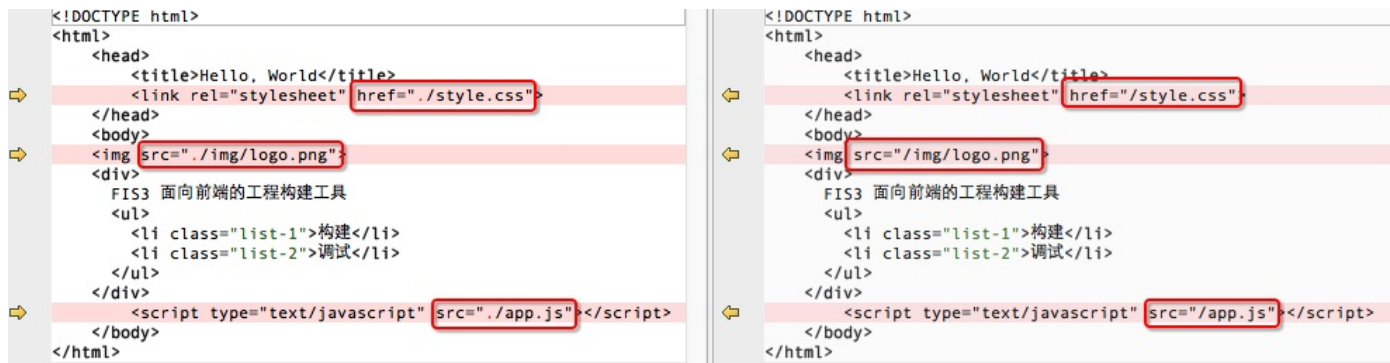 <!DOCTYPE html>
<html>
    <head>
        <title>Hello, World</title>
        <link rel="stylesheet" href="./style.css">
    </head>
    <body>
    <img src="./img/logo.png">
    <div>
      FIS3 面向前端的工程构建工具
      <ul>
        <li class="list-1">构建</li>
        <li class="list-2">调试</li>
      </ul>
    </div>
        <script type="text/javascript" src="./app.js"></script>
    </body>
</html>
<!DOCTYPE html>
<html>
    <head>
        <title>Hello, World</title>
        <link rel="stylesheet" href="/style.css">
    </head>
    <body>
    <img src="/img/logo.png">
    <div>
      FIS3 面向前端的工程构建工具
      <ul>
        <li class="list-1">构建</li>
        <li class="list-2">调试</li>
      </ul>
    </div>
        <script type="text/javascript" src="/app.js"></script>
    </body>
</html>